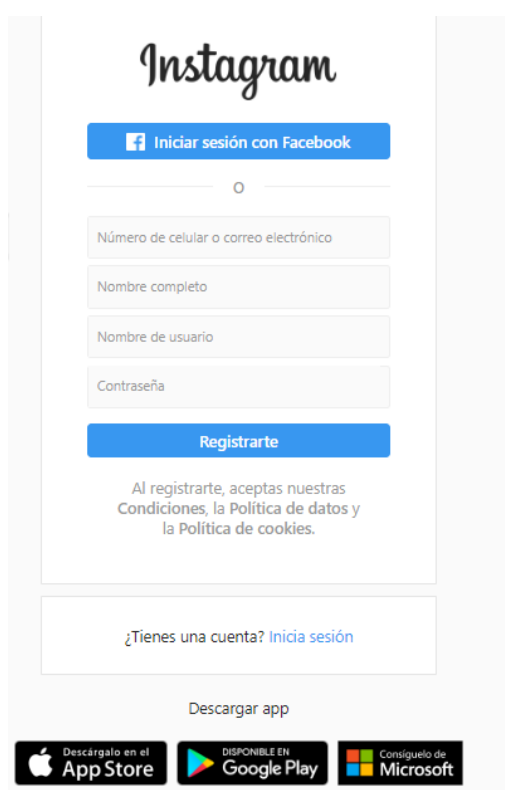 Instagram
Iniciar sesión con Facebook
O
Número de celular o correo electrónico
Nombre completo
Nombre de usuario
Contraseña
Registrarte
Al registrarte, aceptas nuestras
Condiciones, la Política de datos y
la Política de cookies.
¿Tienes una cuenta? Inicia sesión
Descargar app
Descárgalo en el
App Store
DISPONIBLE EN
Google Play
Consíguelo de
Microsoft